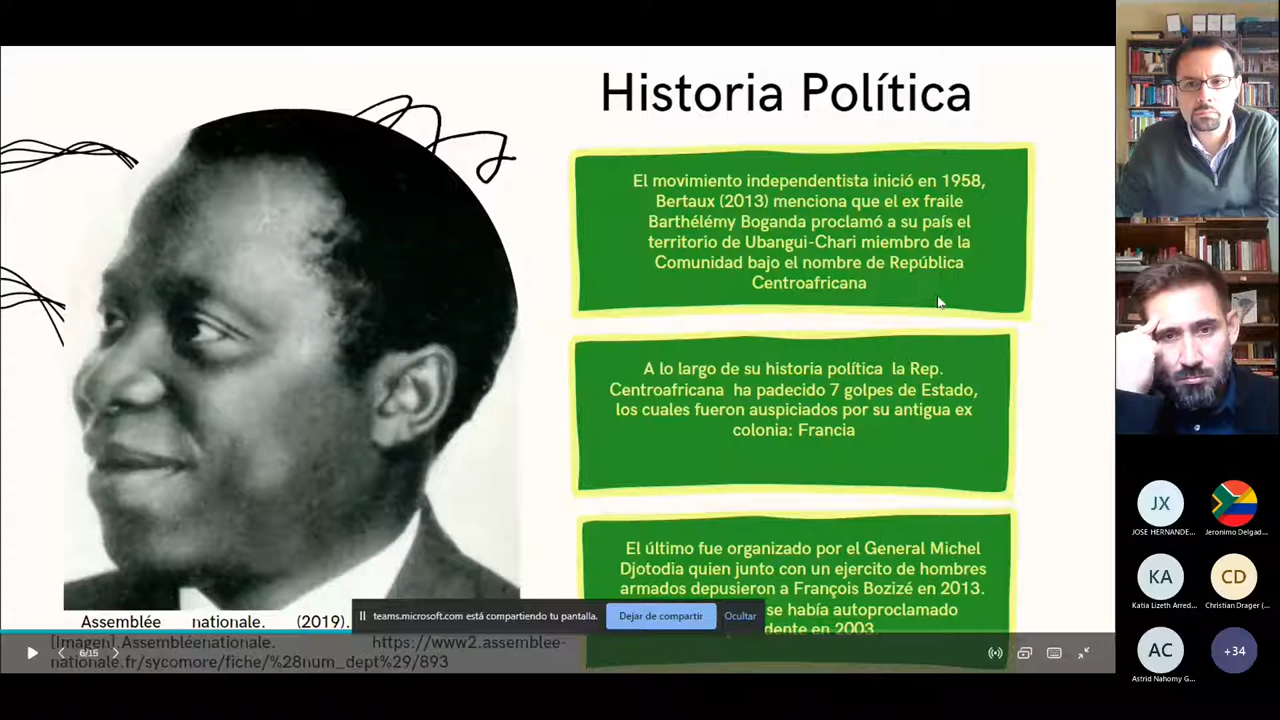 Historia Política
El movimiento independentista inició en 1958,
Bertaux (2013) menciona que el ex fraile
Barthélémy Boganda proclamó a su país el
territorio de Ubangui-Chari miembro de la
Comunidad bajo el nombre de República
Centroafricana
A lo largo de su historia política la Rep.
Centroafricana ha padecido 7 golpes de Estado,
los cuales fueron auspiciados por su antigua ex
colonia: Francia
El último fue organizado por el General Michel
Djotodia quien junto con un ejercito de hombres
armados depusieron a François Bozizé en 2013.
se había autoproclamado
dente en 2003.
Assemblée nationale. (2019).
[Imagen].Assembléenationale. https://www2.assemblee-
nationale.fr/sycomore/fiche/%28num_dept%29/893
teams.microsoft.com está compartiendo tu pantalla.
Dejar de compartir
Ocultar
6/15
JX
JOSE HERNANDE...
Jeronimo Delgad...
KA
Katia Lizeth Arred...
CD
Christian Drager (...
AC
Astrid Nahomy G...
+34